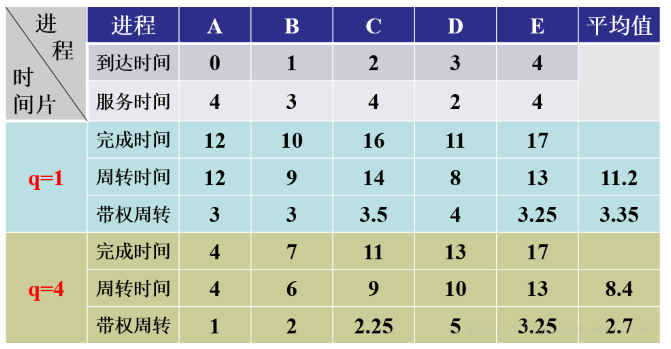 进程
时间片
进程 A B C D E 平均值
到达时间 0 1 2 3 4
服务时间 4 3 4 2 4
q=1
完成时间 12 10 16 11 17
周转时间 12 9 14 8 13 11.2
带权周转 3 3 3.5 4 3.25 3.35
q=4
完成时间 4 7 11 13 17
周转时间 4 6 9 10 13 8.4
带权周转 1 2 2.25 5 3.25 2.7